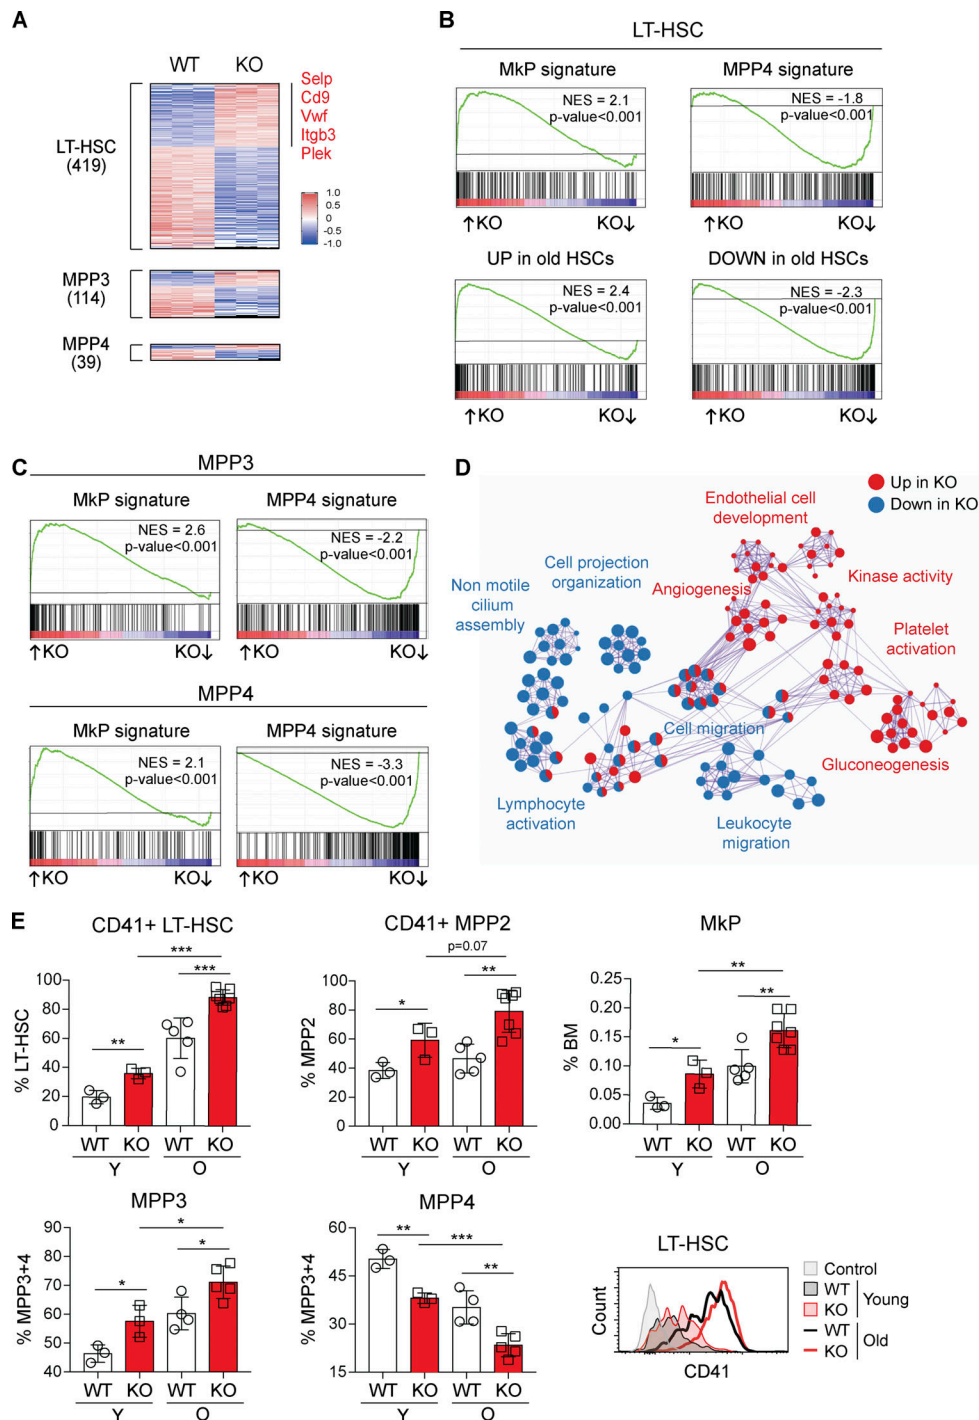 A
WT KO
Selp
Cd9
Vwf
Itgb3
Plek
LT-HSC
(419)
1.0
0.5
0
-0.5
-1.0
MPP3
(114)
MPP4
(39)
B
LT-HSC
MkP signature
NES = 2.1
p-value<0.001
↑KO KO↓
MPP4 signature
NES = -1.8
p-value<0.001
↑KO KO↓
UP in old HSCs
NES = 2.4
p-value<0.001
↑KO KO↓
DOWN in old HSCs
NES = -2.3
p-value<0.001
↑KO KO↓
C
MPP3
MkP signature
NES = 2.6
p-value<0.001
↑KO KO↓
MPP4 signature
NES = -2.2
p-value<0.001
↑KO KO↓
MPP4
MkP signature
NES = 2.1
p-value<0.001
↑KO KO↓
MPP4 signature
NES = -3.3
p-value<0.001
↑KO KO↓
D
Up in KO
Down in KO
Endothelial cell
development
Cell projection
organization
Kinase activity
Non motile
cilium
assembly
Angiogenesis
Platelet
activation
Cell migration
Gluconeogenesis
Lymphocyte
activation
Leukocyte
migration
E
CD41+ LT-HSC
% LT-HSC
100
80
60
40
20
0
**
***
***
WT KO WT KO
Y O
CD41+ MPP2
% MPP2
100
80
60
40
20
0
*
p=0.07
**
WT KO WT KO
Y O
MkP
% BM
0.25
0.20
0.15
0.10
0.05
0.00
*
**
**
WT KO WT KO
Y O
MPP3
% MPP3+4
90
80
70
60
50
40
*
*
*
WT KO WT KO
Y O
MPP4
% MPP3+4
60
45
30
15
**
***
**
WT KO WT KO
Y O
LT-HSC
Count
CD41
Control
WT
KO
Young
WT
KO
Old